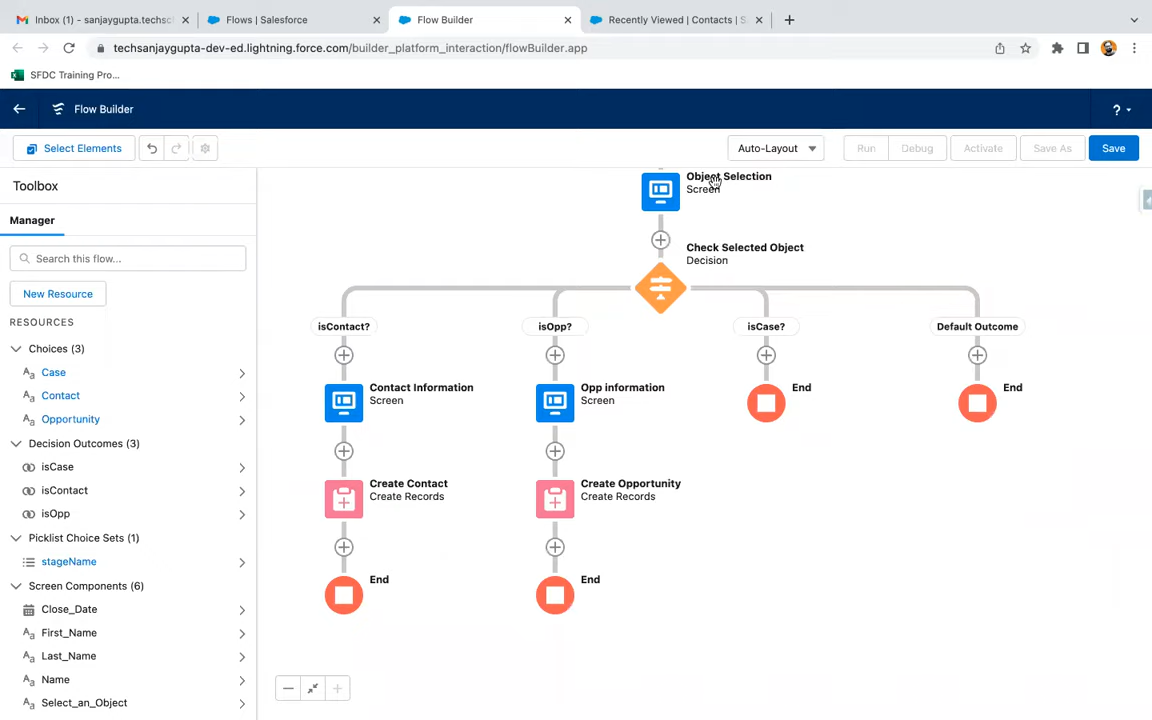 Inbox (1) - sanjaygupta.techsc
Flows | Salesforce
Flow Builder
Recently Viewed | Contacts | S
techsanjaygupta-dev-ed.lightning.force.com/builder_platform_interaction/flowBuilder.app
SFDC Training Pro...
Flow Builder
?
Select Elements
Auto-Layout
Run
Debug
Activate
Save As
Save
Toolbox
Manager
Search this flow...
New Resource
RESOURCES
Choices (3)
Case
Contact
Opportunity
Decision Outcomes (3)
isCase
isContact
isOpp
Picklist Choice Sets (1)
stageName
Screen Components (6)
Close_Date
First_Name
Last_Name
Name
Select_an_Object
Object Selection
Screen
Check Selected Object
Decision
isContact?
isOpp?
isCase?
Default Outcome
Contact Information
Screen
Opp information
Screen
End
End
Create Contact
Create Records
Create Opportunity
Create Records
End
End